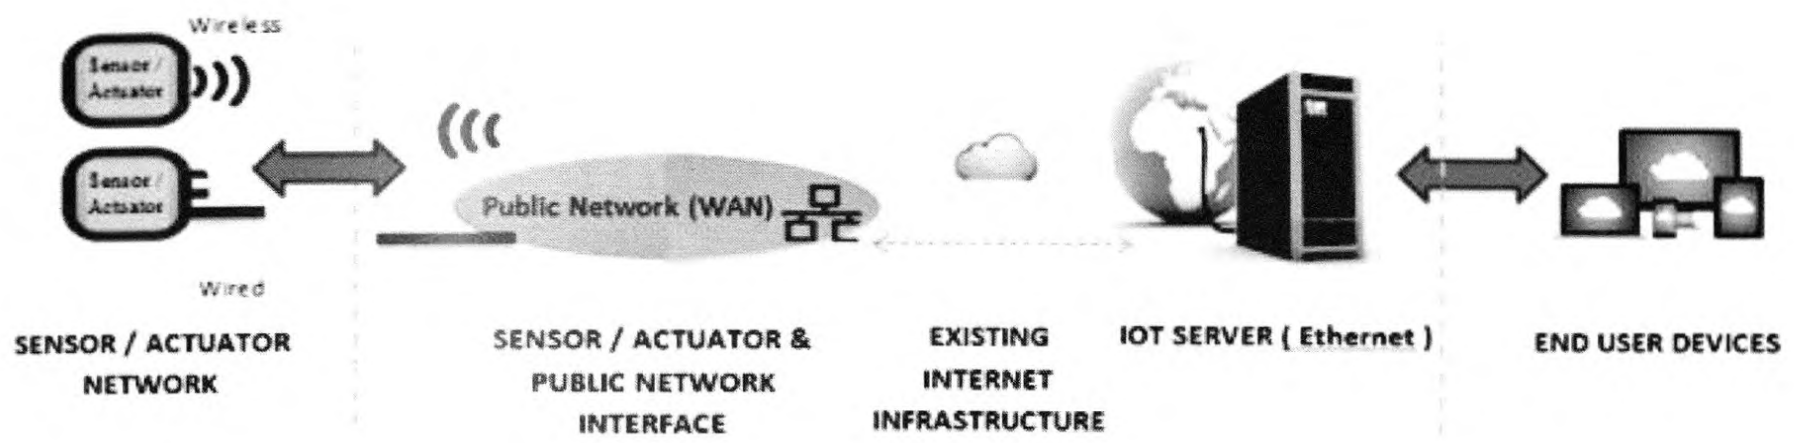 Wireless
Sensor /
Actuator
Sensor /
Actuator
Wired
Public Network (WAN)
SENSOR / ACTUATOR
NETWORK
SENSOR / ACTUATOR &
PUBLIC NETWORK
INTERFACE
EXISTING
INTERNET
INFRASTRUCTURE
IOT SERVER ( Ethernet )
END USER DEVICES